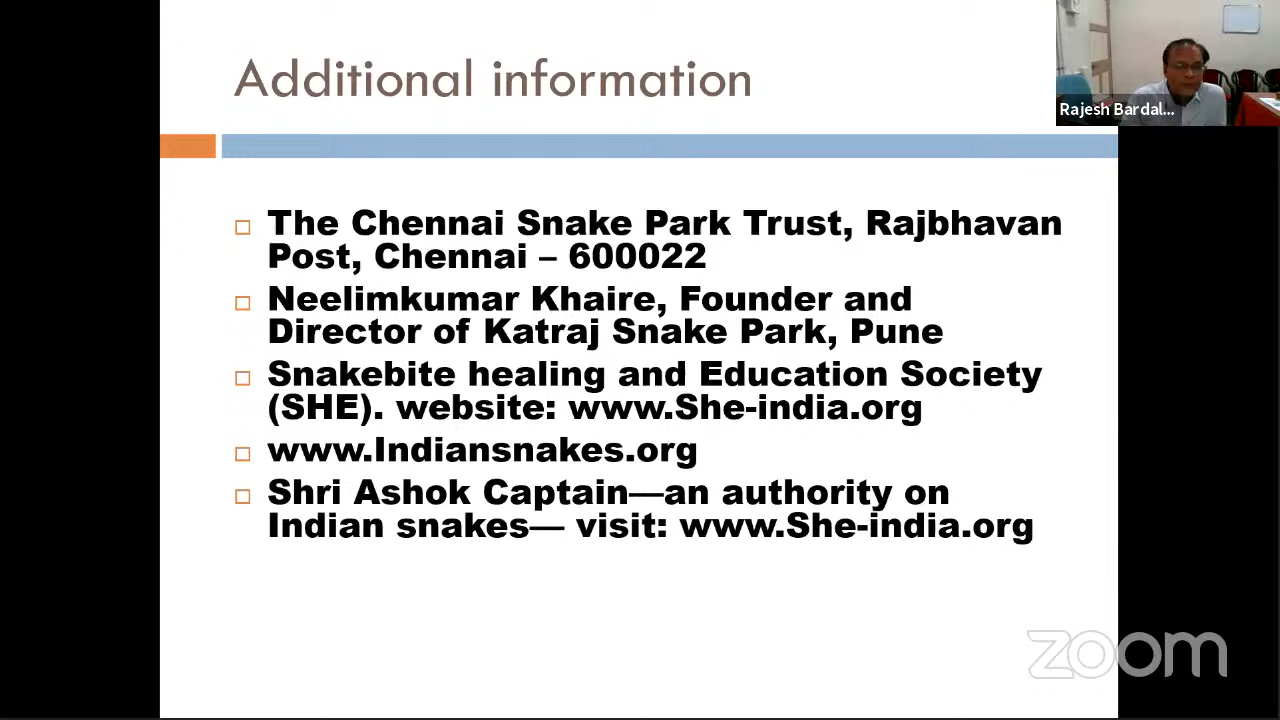 Additional information
Rajesh Bardal...
The Chennai Snake Park Trust, Rajbhavan
Post, Chennai – 600022
Neelimkumar Khaire, Founder and
Director of Katraj Snake Park, Pune
Snakebite healing and Education Society
(SHE). website: www.She-india.org
www.Indiansnakes.org
Shri Ashok Captain—an authority on
Indian snakes— visit: www.She-india.org
zoom